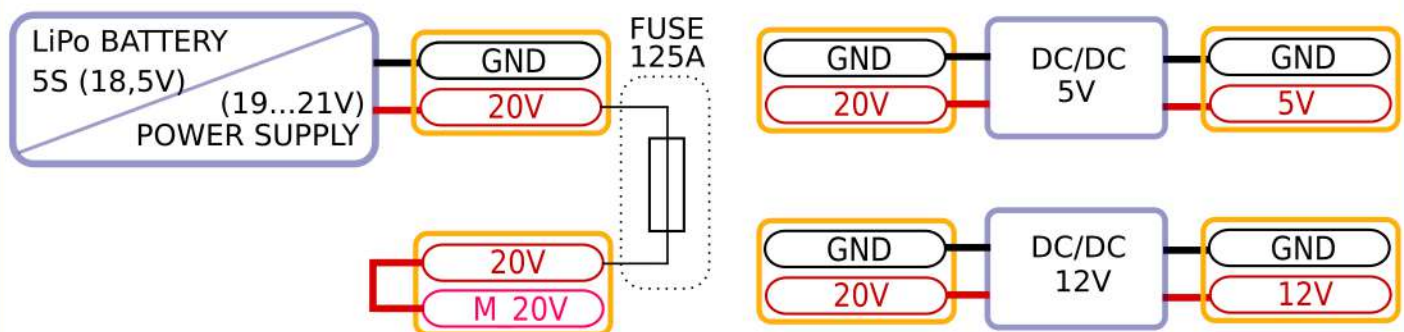 LiPo BATTERY
5S (18,5V)
(19...21V)
POWER SUPPLY
GND
20V
FUSE
125A
20V
M 20V
GND
20V
DC/DC
5V
GND
5V
GND
20V
DC/DC
12V
GND
12V